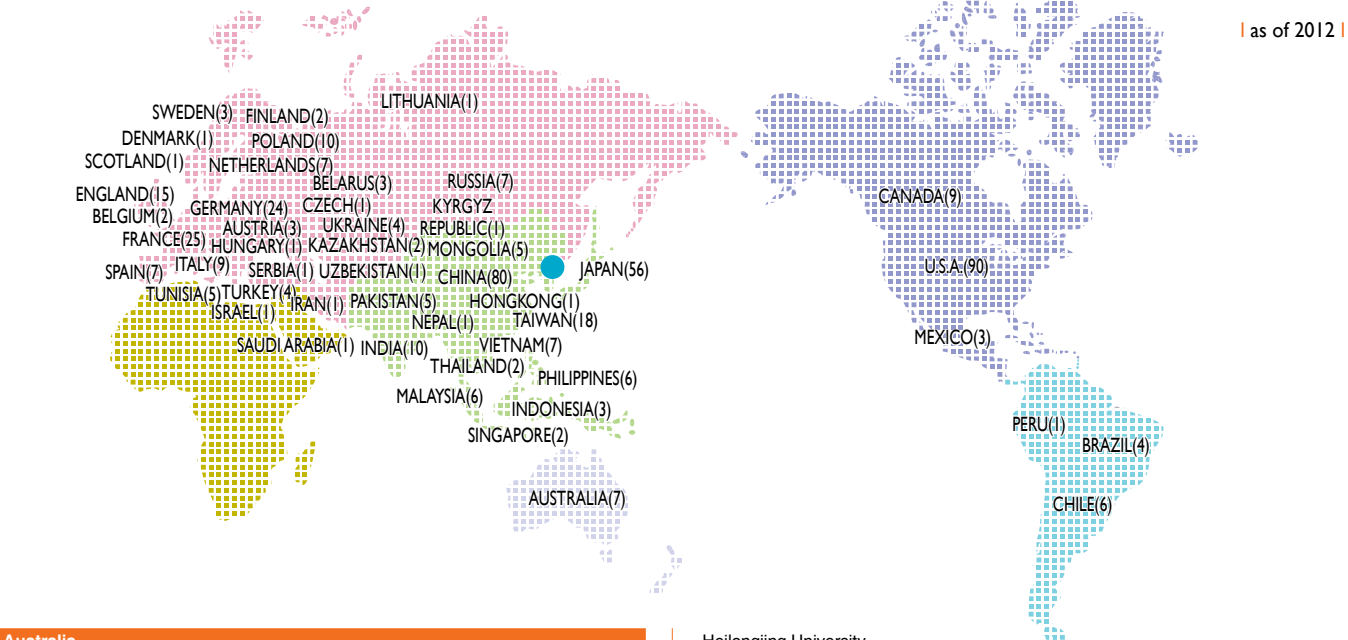 | as of 2012 |
LITHUANIA(1)
SWEDEN(3)
FINLAND(2)
DENMARK(1)
POLAND(10)
SCOTLAND(1)
NETHERLANDS(7)
BELARUS(3)
RUSSIA(7)
ENGLAND(15)
CANADA(9)
GERMANY(24)
CZECH(1)
KYRGYZ
REPUBLIC(1)
BELGIUM(2)
AUSTRIA(3)
UKRAINE(4)
FRANCE(25)
HUNGARY(1)
KAZAKHSTAN(2)
MONGOLIA(5)
SPAIN(7)
ITALY(9)
SERBIA(1)
UZBEKISTAN(1)
CHINA(80)
JAPAN(56)
U.S.A.(90)
TUNISIA(5)
TURKEY(4)
IRAN(1)
PAKISTAN(5)
HONGKONG(1)
ISRAEL(1)
NEPAL(1)
TAIWAN(18)
SAUDI ARABIA(1)
INDIA(10)
VIETNAM(7)
MEXICO(3)
THAILAND(2)
PHILIPPINES(6)
MALAYSIA(6)
INDONESIA(3)
SINGAPORE(2)
PERU(1)
BRAZIL(4)
AUSTRALIA(7)
CHILE(6)
Australia
Heilongjing University